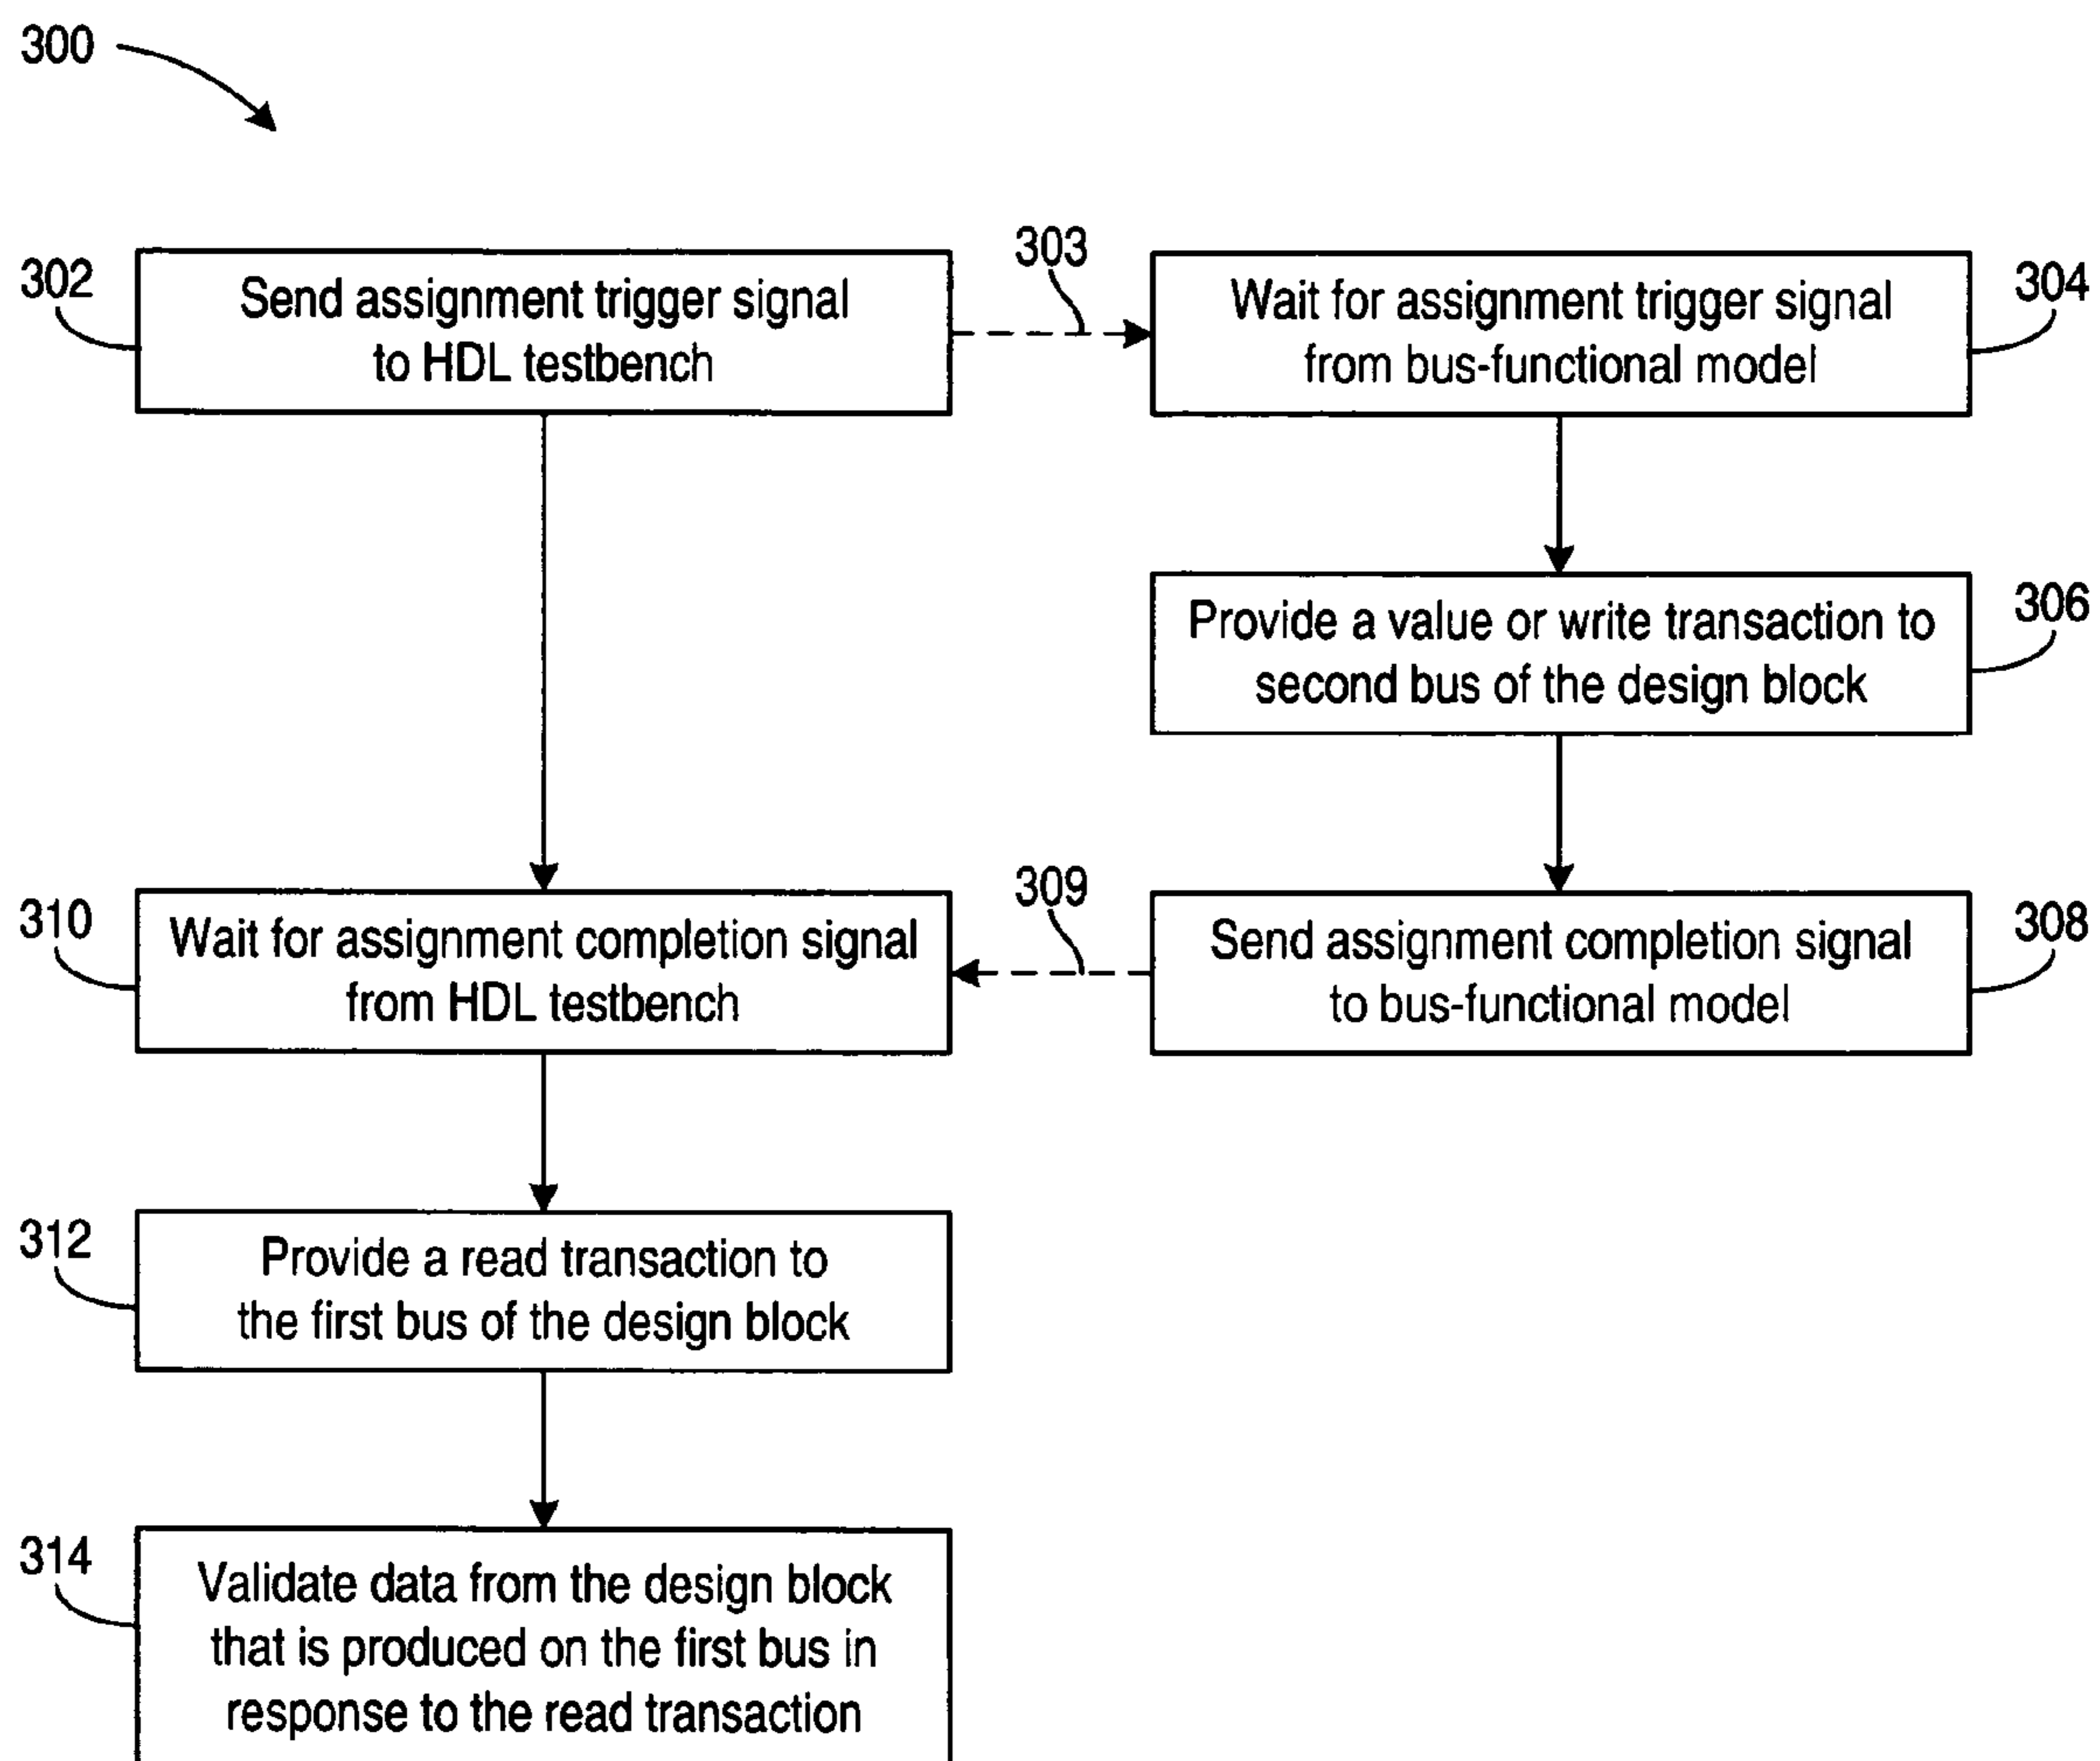 300
302
Send assignment trigger signal
to HDL testbench
303
Wait for assignment trigger signal
from bus-functional model
304
Provide a value or write transaction to
second bus of the design block
306
310
Wait for assignment completion signal
from HDL testbench
309
Send assignment completion signal
to bus-functional model
308
312
Provide a read transaction to
the first bus of the design block
314
Validate data from the design block
that is produced on the first bus in
response to the read transaction